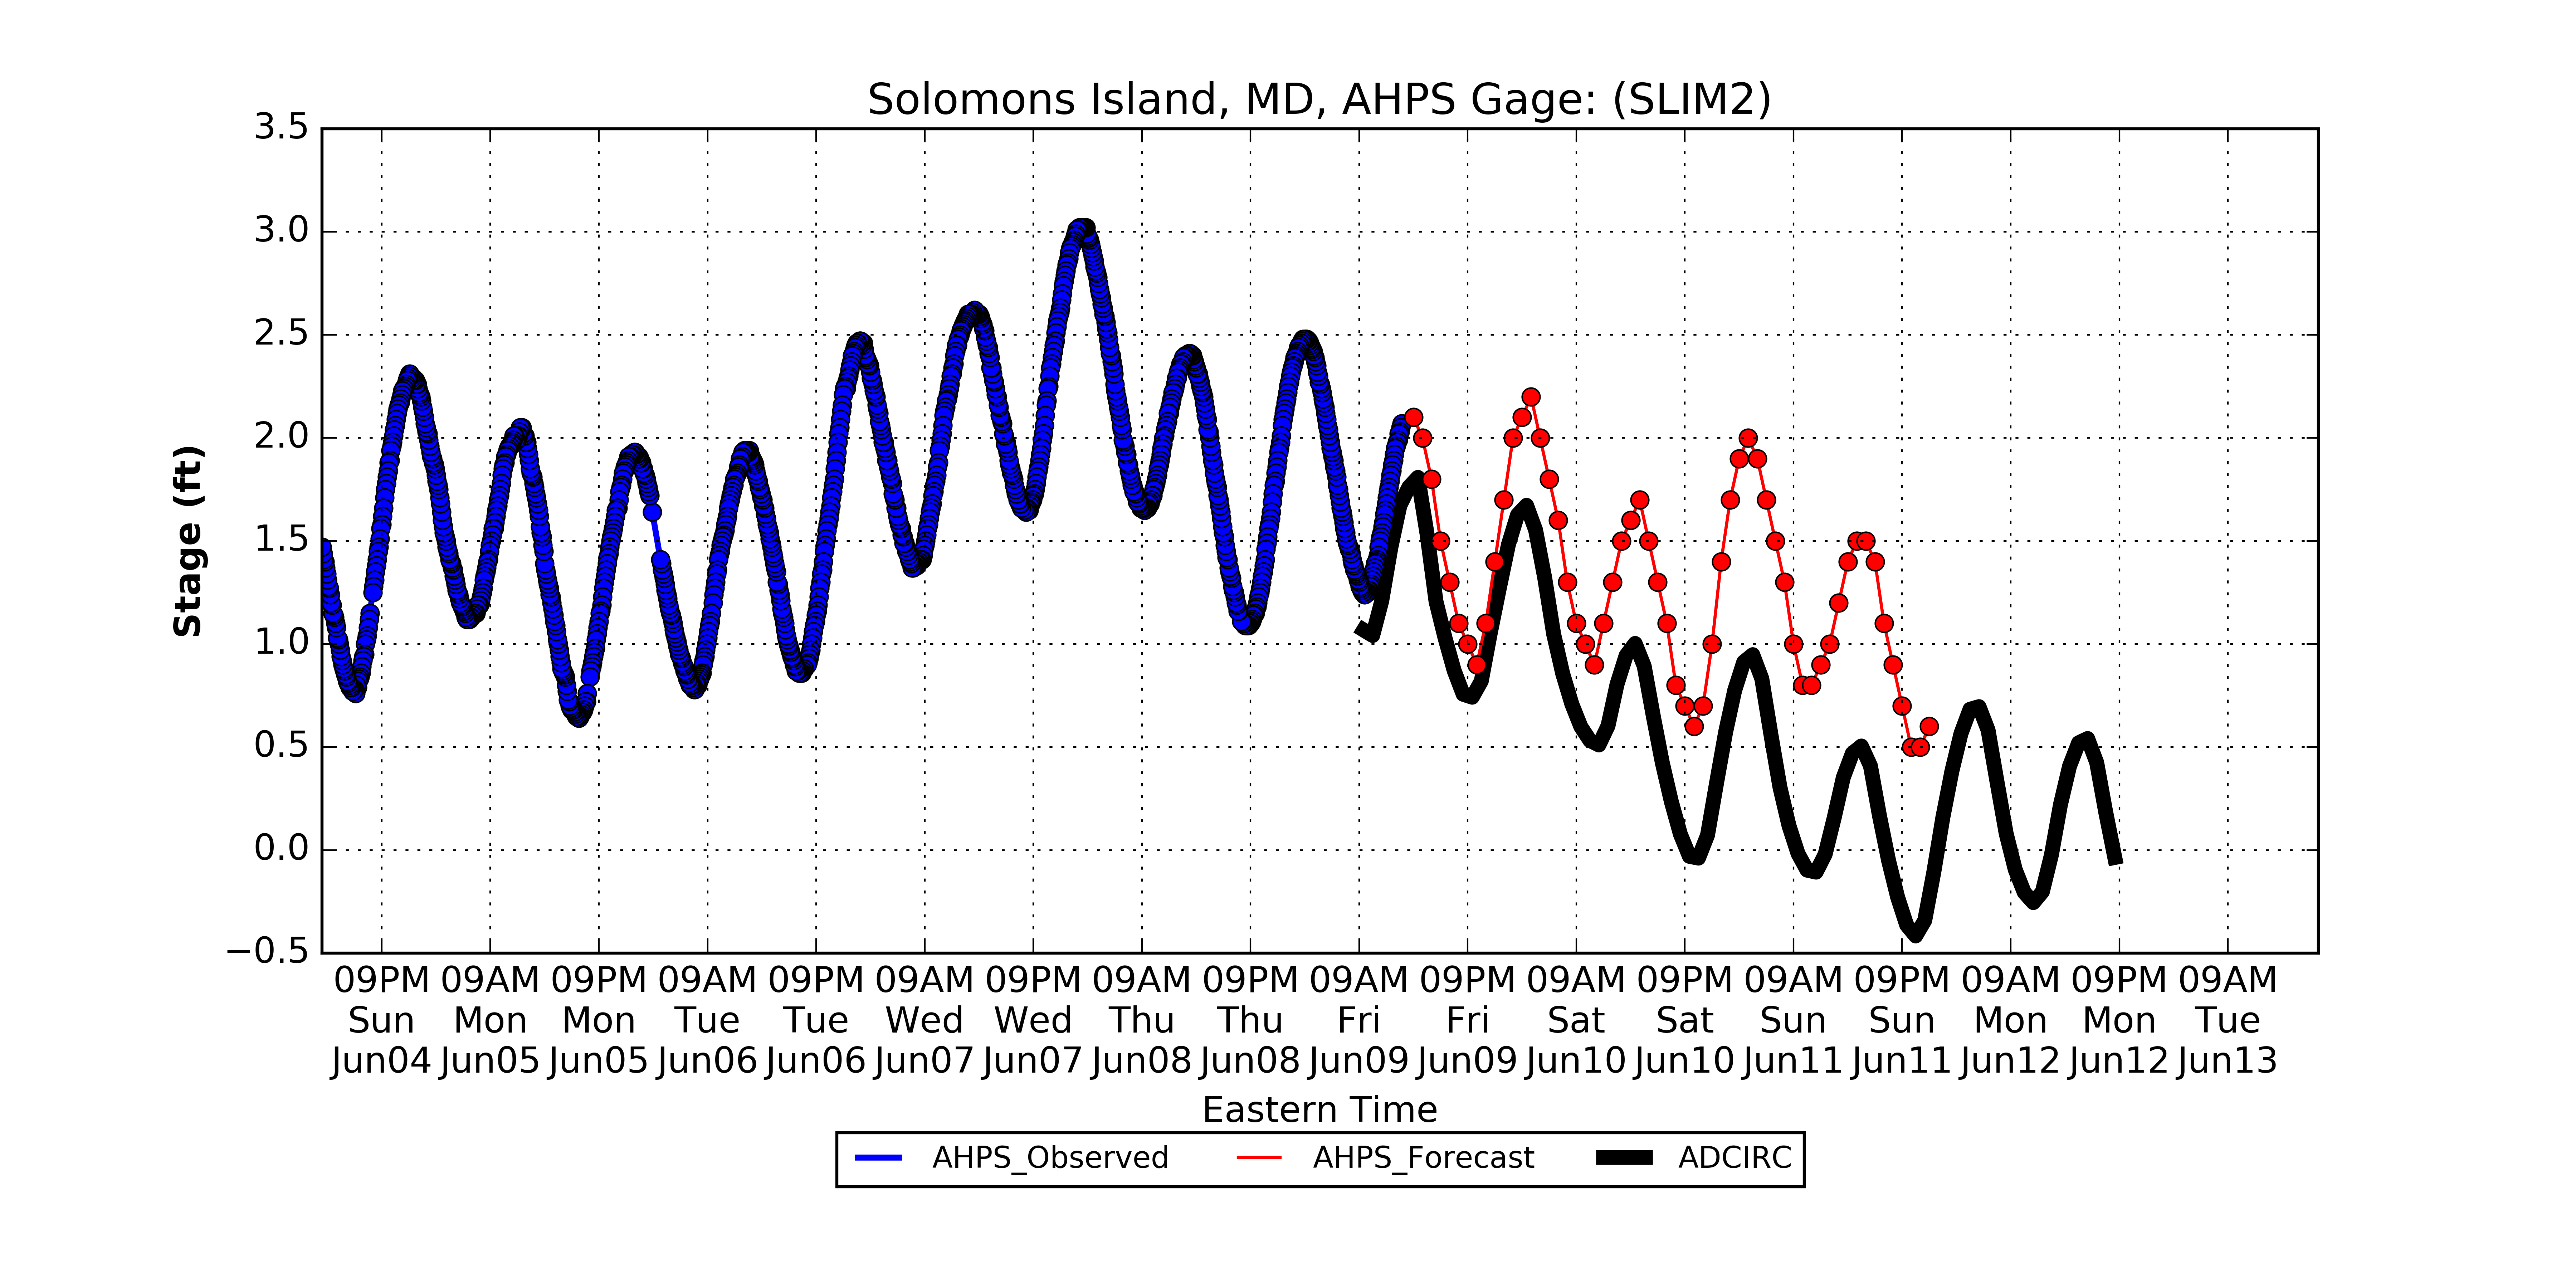 Solomons Island, MD, AHPS Gage: (SLIM2)
3.5
3.0
2.5
2.0
1.5
1.0
0.5
0.0
−0.5
Stage (ft)
09PM 09AM 09PM 09AM 09PM 09AM 09PM 09AM 09PM 09AM 09PM 09AM 09PM 09AM 09PM 09AM 09PM 09AM
Sun Mon Mon Tue Tue Wed Wed Thu Thu Fri Fri Sat Sat Sun Sun Mon Mon Tue
Jun04 Jun05 Jun05 Jun06 Jun06 Jun07 Jun07 Jun08 Jun08 Jun09 Jun09 Jun10 Jun10 Jun11 Jun11 Jun12 Jun12 Jun13
Eastern Time
AHPS_Observed AHPS_Forecast ADCIRC